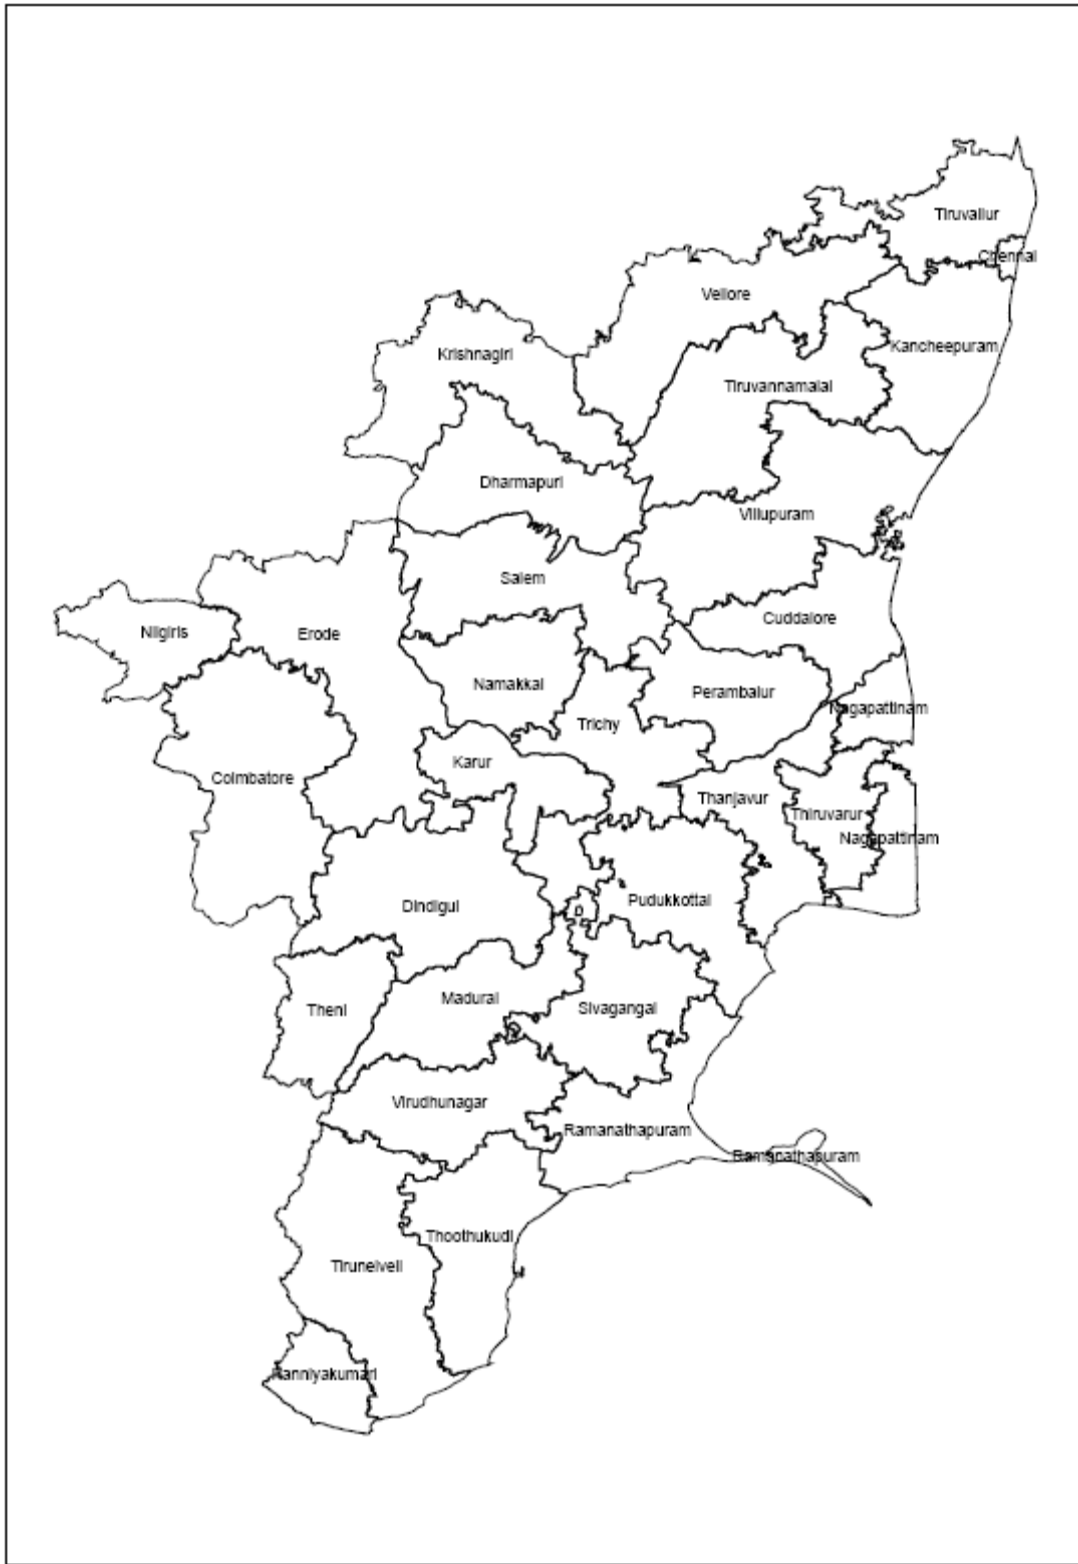 Tiruvallur
Chennai
Vellore
Kancheepuram
Krishnagiri
Tiruvannamalai
Dharmapuri
Villupuram
Salem
Cuddalore
Nilgiris
Erode
Namakkal
Perambalur
Nagapattinam
Trichy
Karur
Coimbatore
Thanjavur
Thiruvarur
Nagapattinam
Dindigul
Pudukkottai
Madurai
Sivagangai
Theni
Virudhunagar
Ramanathapuram
Ramanathapuram
Thoothukudi
Tirunelveli
Kanniyakumari